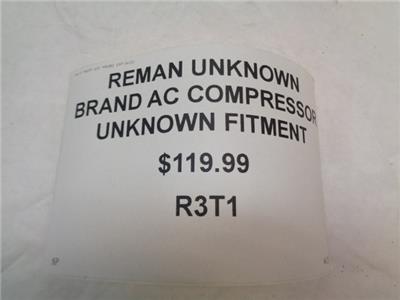 REMAN UNKNOWN
BRAND AC COMPRESSOR
UNKNOWN FITMENT
$119.99
R3T1